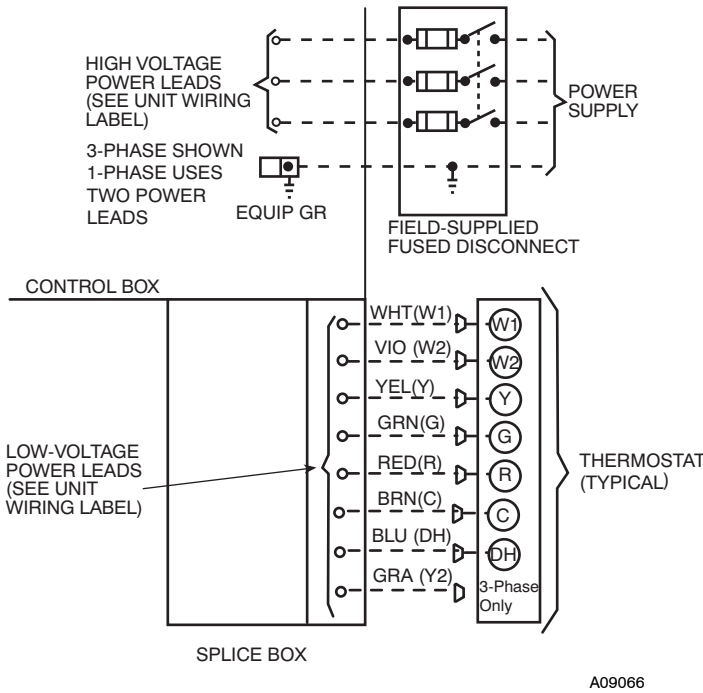 HIGH VOLTAGE
POWER LEADS
(SEE UNIT WIRING
LABEL)
POWER
SUPPLY
3-PHASE SHOWN
1-PHASE USES
TWO POWER
LEADS
EQUIP GR
FIELD-SUPPLIED
FUSED DISCONNECT
CONTROL BOX
WHT(W1)
W1
VIO (W2)
W2
YEL(Y)
Y
GRN(G)
G
RED(R)
R
BRN(C)
C
BLU (DH)
DH
GRA (Y2)
3-Phase
Only
LOW-VOLTAGE
POWER LEADS
(SEE UNIT
WIRING LABEL)
THERMOSTAT
(TYPICAL)
SPLICE BOX
A09066